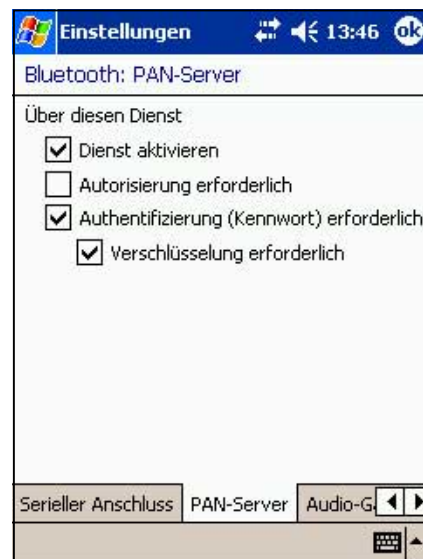 Einstellungen 13:46 ok
Bluetooth: PAN-Server
Über diesen Dienst
Dienst aktivieren
Autorisierung erforderlich
Authentifizierung (Kennwort) erforderlich
Verschlüsselung erforderlich
Serieller Anschluss PAN-Server Audio-G